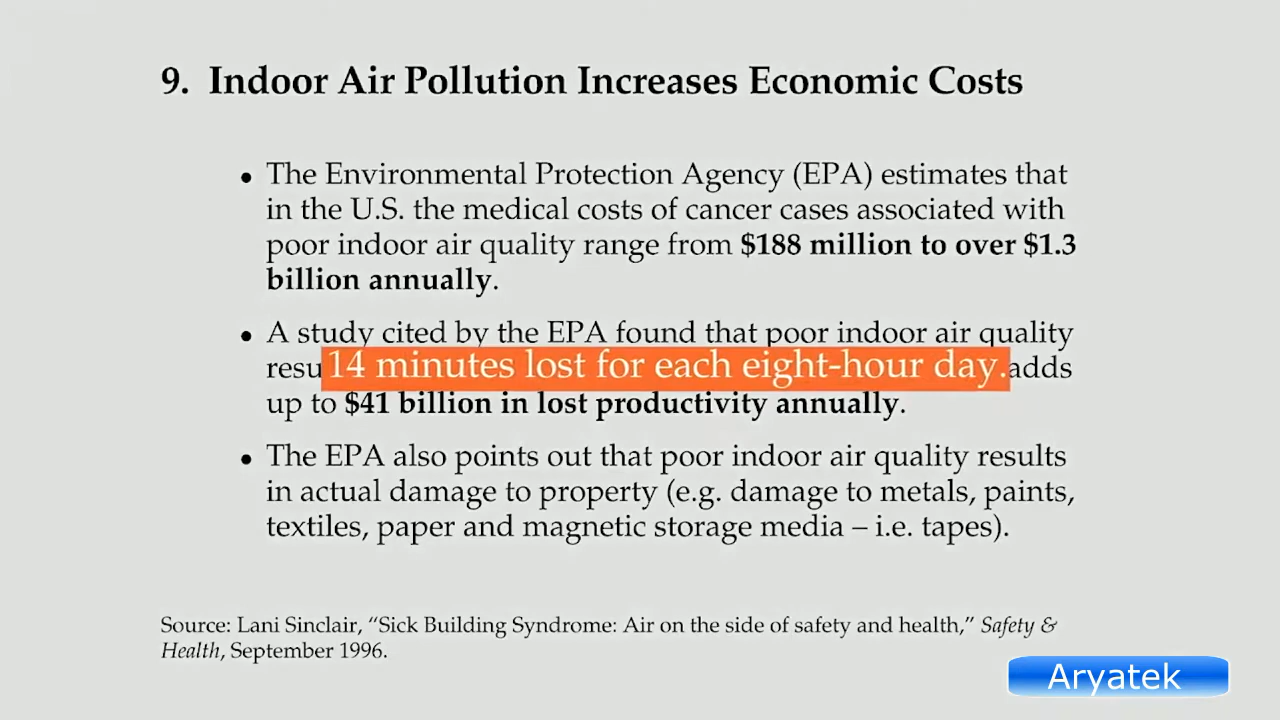 9. Indoor Air Pollution Increases Economic Costs
• The Environmental Protection Agency (EPA) estimates that
in the U.S. the medical costs of cancer cases associated with
poor indoor air quality range from $188 million to over $1.3
billion annually.
• A study cited by the EPA found that poor indoor air quality
resu 14 minutes lost for each eight-hour day. adds
up to $41 billion in lost productivity annually.
• The EPA also points out that poor indoor air quality results
in actual damage to property (e.g. damage to metals, paints,
textiles, paper and magnetic storage media – i.e. tapes).
Source: Lani Sinclair, “Sick Building Syndrome: Air on the side of safety and health,” Safety &
Health, September 1996.
Aryatek